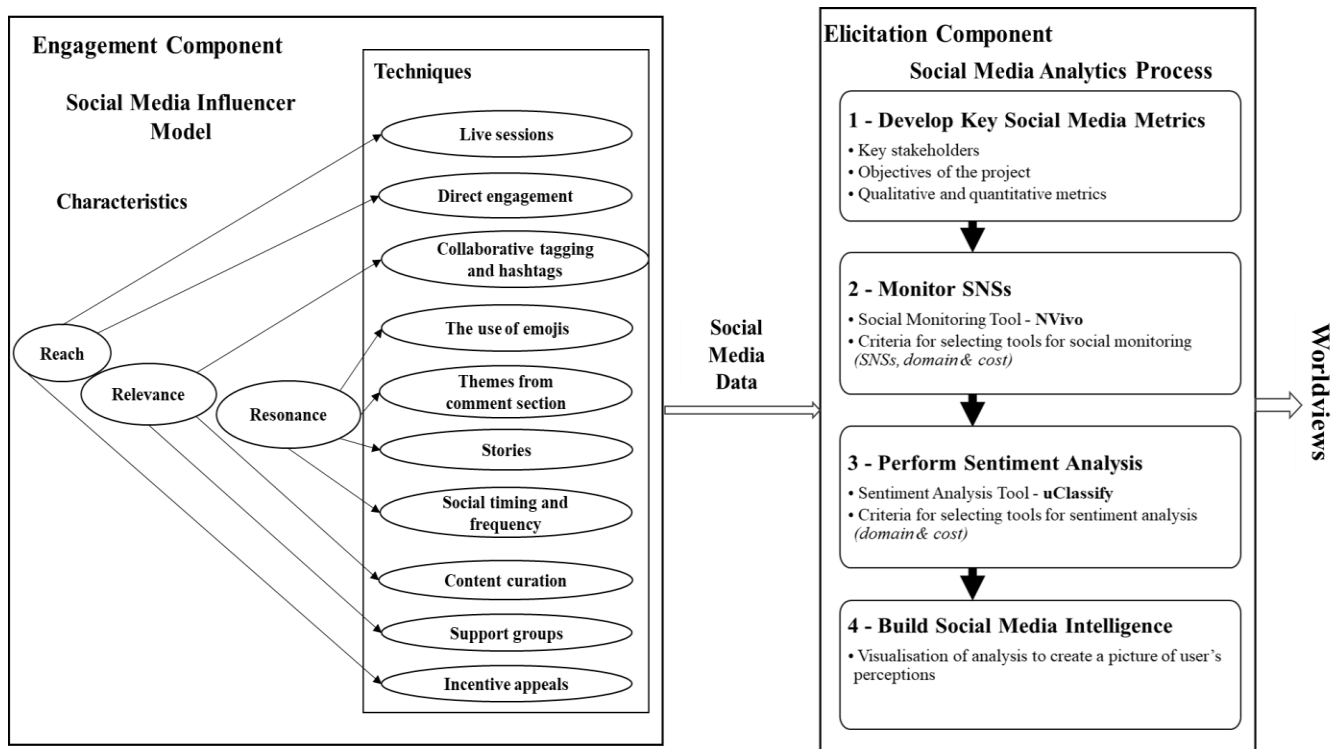 Engagement Component
Social Media Influencer
Model
Characteristics
Reach
Relevance
Resonance
Techniques
Live sessions
Direct engagement
Collaborative tagging
and hashtags
The use of emojis
Themes from
comment section
Stories
Social timing and
frequency
Content curation
Support groups
Incentive appeals
Social
Media
Data
Elicitation Component
Social Media Analytics Process
1 - Develop Key Social Media Metrics
• Key stakeholders
• Objectives of the project
• Qualitative and quantitative metrics
2 - Monitor SNSs
• Social Monitoring Tool - NVivo
• Criteria for selecting tools for social monitoring
(SNSs, domain & cost)
3 - Perform Sentiment Analysis
• Sentiment Analysis Tool - uClassify
• Criteria for selecting tools for sentiment analysis
(domain & cost)
4 - Build Social Media Intelligence
• Visualisation of analysis to create a picture of user’s
perceptions
Worldviews